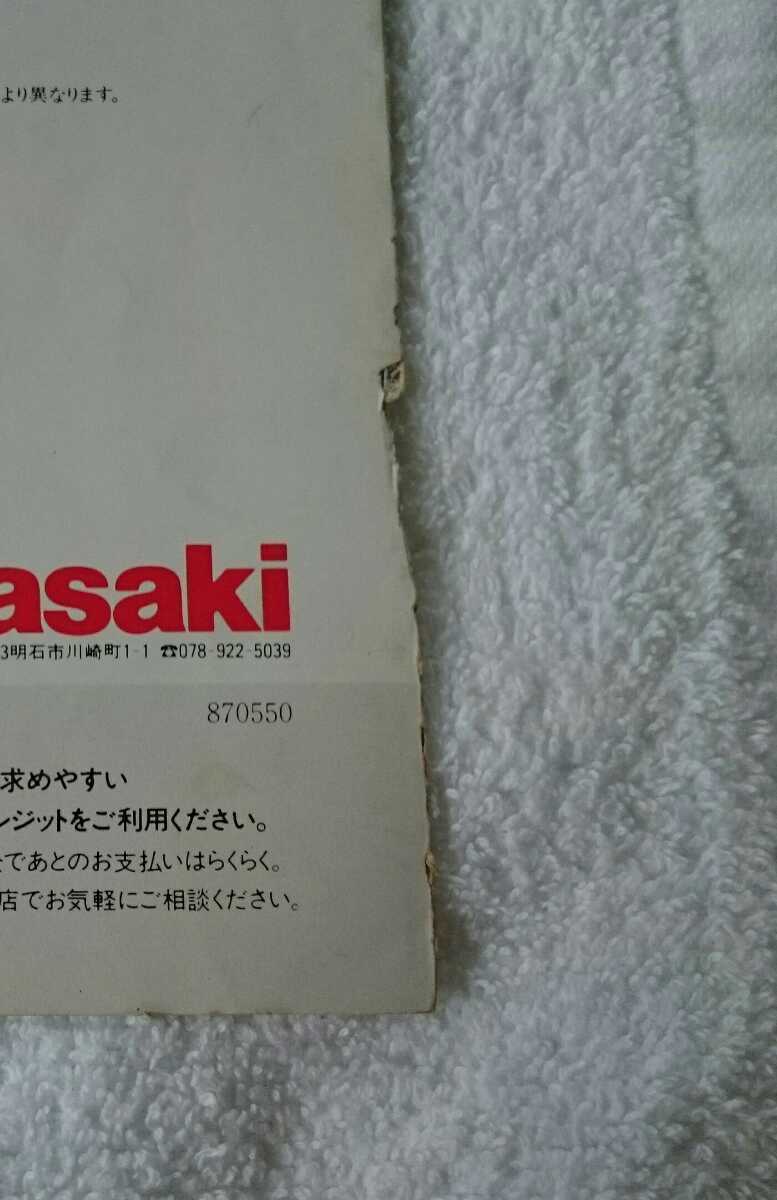 より異なります。
asaki
3明石市川崎町1-1 ☎078-922-5039
870550
求めやすい
ジットをご利用ください。
であとのお支払いはらくらく。
店でお気軽にご相談ください。